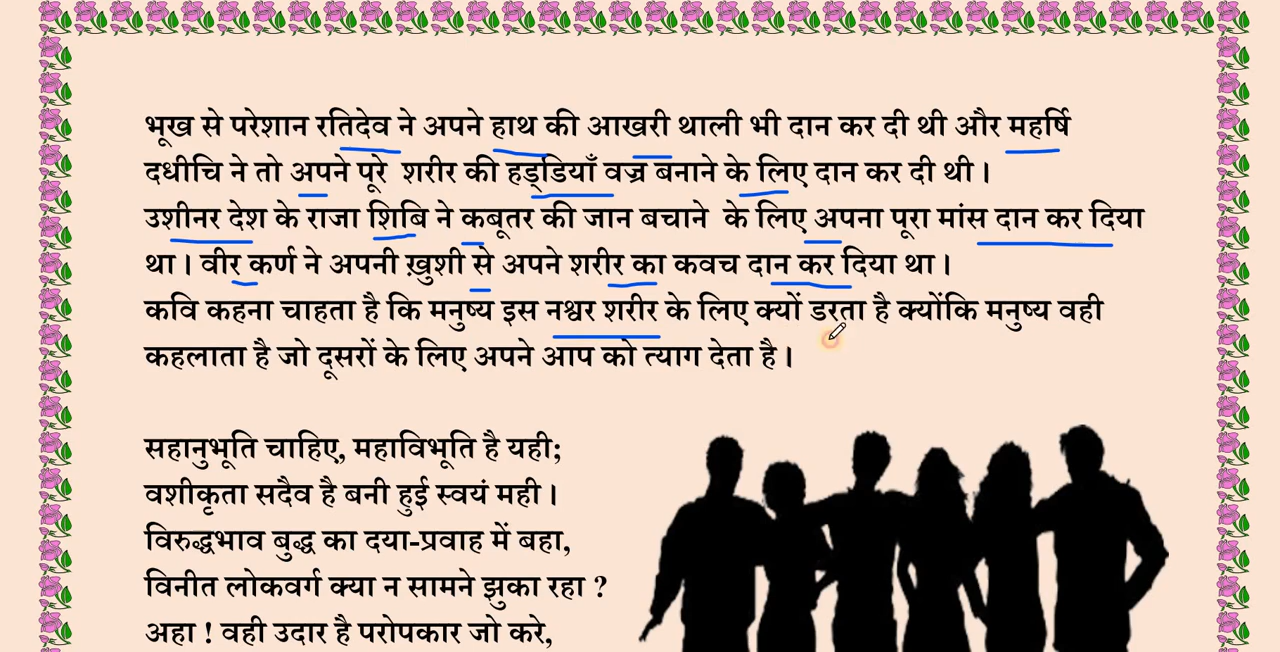 भूख से परेशान रतिदेव ने अपने हाथ की आखरी थाली भी दान कर दी थी और महर्षि
दधीचि ने तो अपने पूरे शरीर की हड्डियाँ वज्र बनाने के लिए दान कर दी थी।
उशीनर देश के राजा शिबि ने कबूतर की जान बचाने के लिए अपना पूरा मांस दान कर दिया
था। वीर कर्ण ने अपनी ख़ुशी से अपने शरीर का कवच दान कर दिया था।
कवि कहना चाहता है कि मनुष्य इस नश्वर शरीर के लिए क्यों डरता है क्योंकि मनुष्य वही
कहलाता है जो दूसरों के लिए अपने आप को त्याग देता है।
सहानुभूति चाहिए, महाविभूति है यही;
वशीकृता सदैव है बनी हुई स्वयं मही।
विरुद्धभाव बुद्ध का दया-प्रवाह में बहा,
विनीत लोकवर्ग क्या न सामने झुका रहा ?
अहा ! वही उदार है परोपकार जो करे,